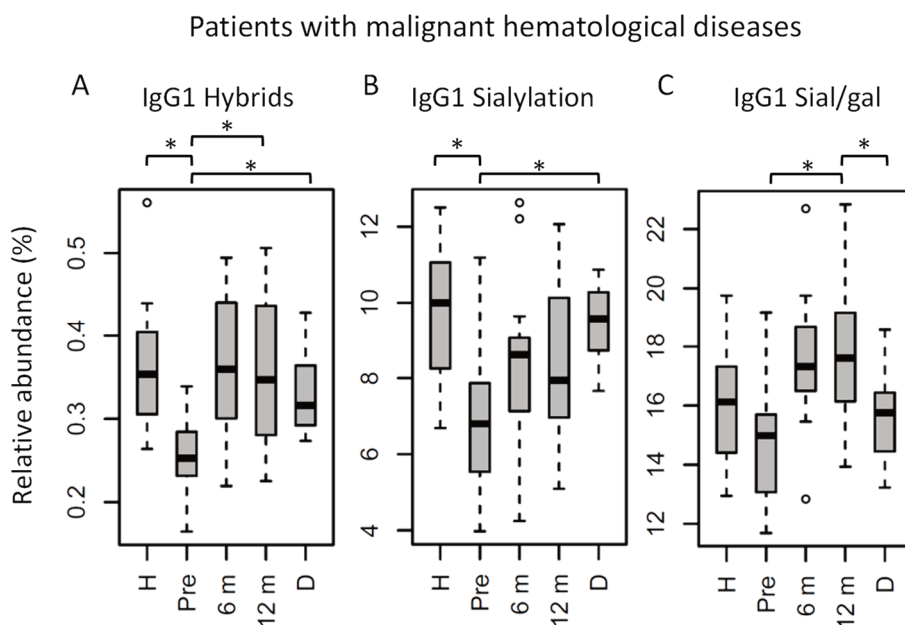 Patients with malignant hematological diseases
A B C
IgG1 Hybrids IgG1 Sialylation IgG1 Sial/gal
* * * * * * *
Relative abundance (%)
0.5
0.4
0.3
0.2
H Pre 6 m 12 m D
12
10
8
6
4
H Pre 6 m 12 m D
22
20
18
16
14
12
H Pre 6 m 12 m D